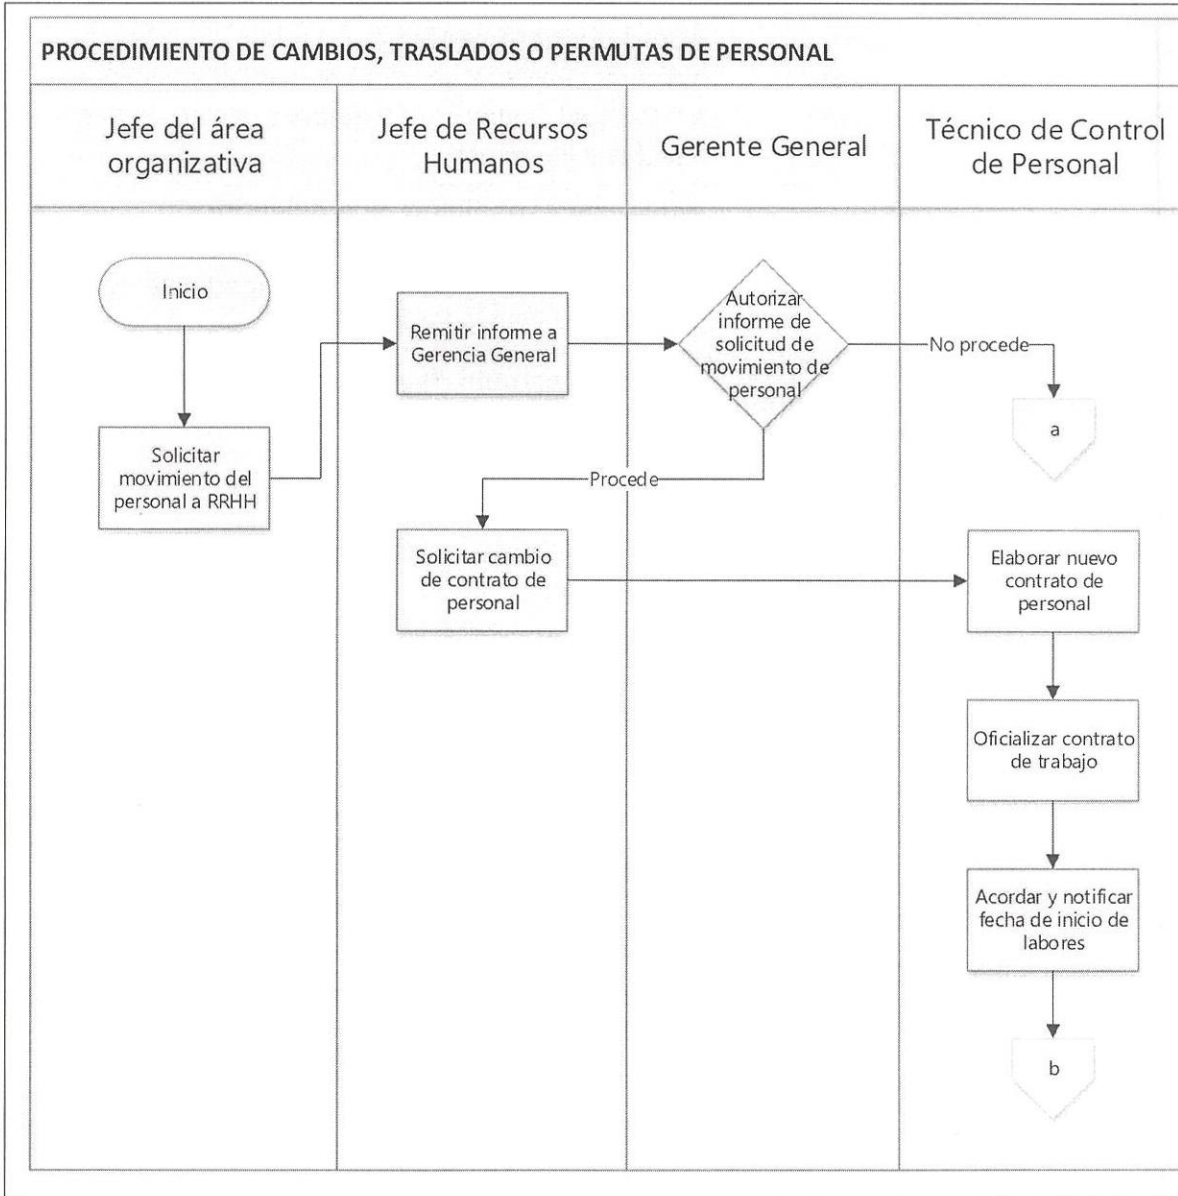 PROCEDIMIENTO DE CAMBIOS, TRASLADOS O PERMUTAS DE PERSONAL
Jefe del área
organizativa
Jefe de Recursos
Humanos
Gerente General
Técnico de Control
de Personal
Inicio
Solicitar
movimiento del
personal a RRHH
Remitir informe a
Gerencia General
Autorizar
informe de
solicitud de
movimiento de
personal
No procede
a
Procede
Solicitar cambio
de contrato de
personal
Elaborar nuevo
contrato de
personal
Oficializar contrato
de trabajo
Acordar y notificar
fecha de inicio de
labores
b